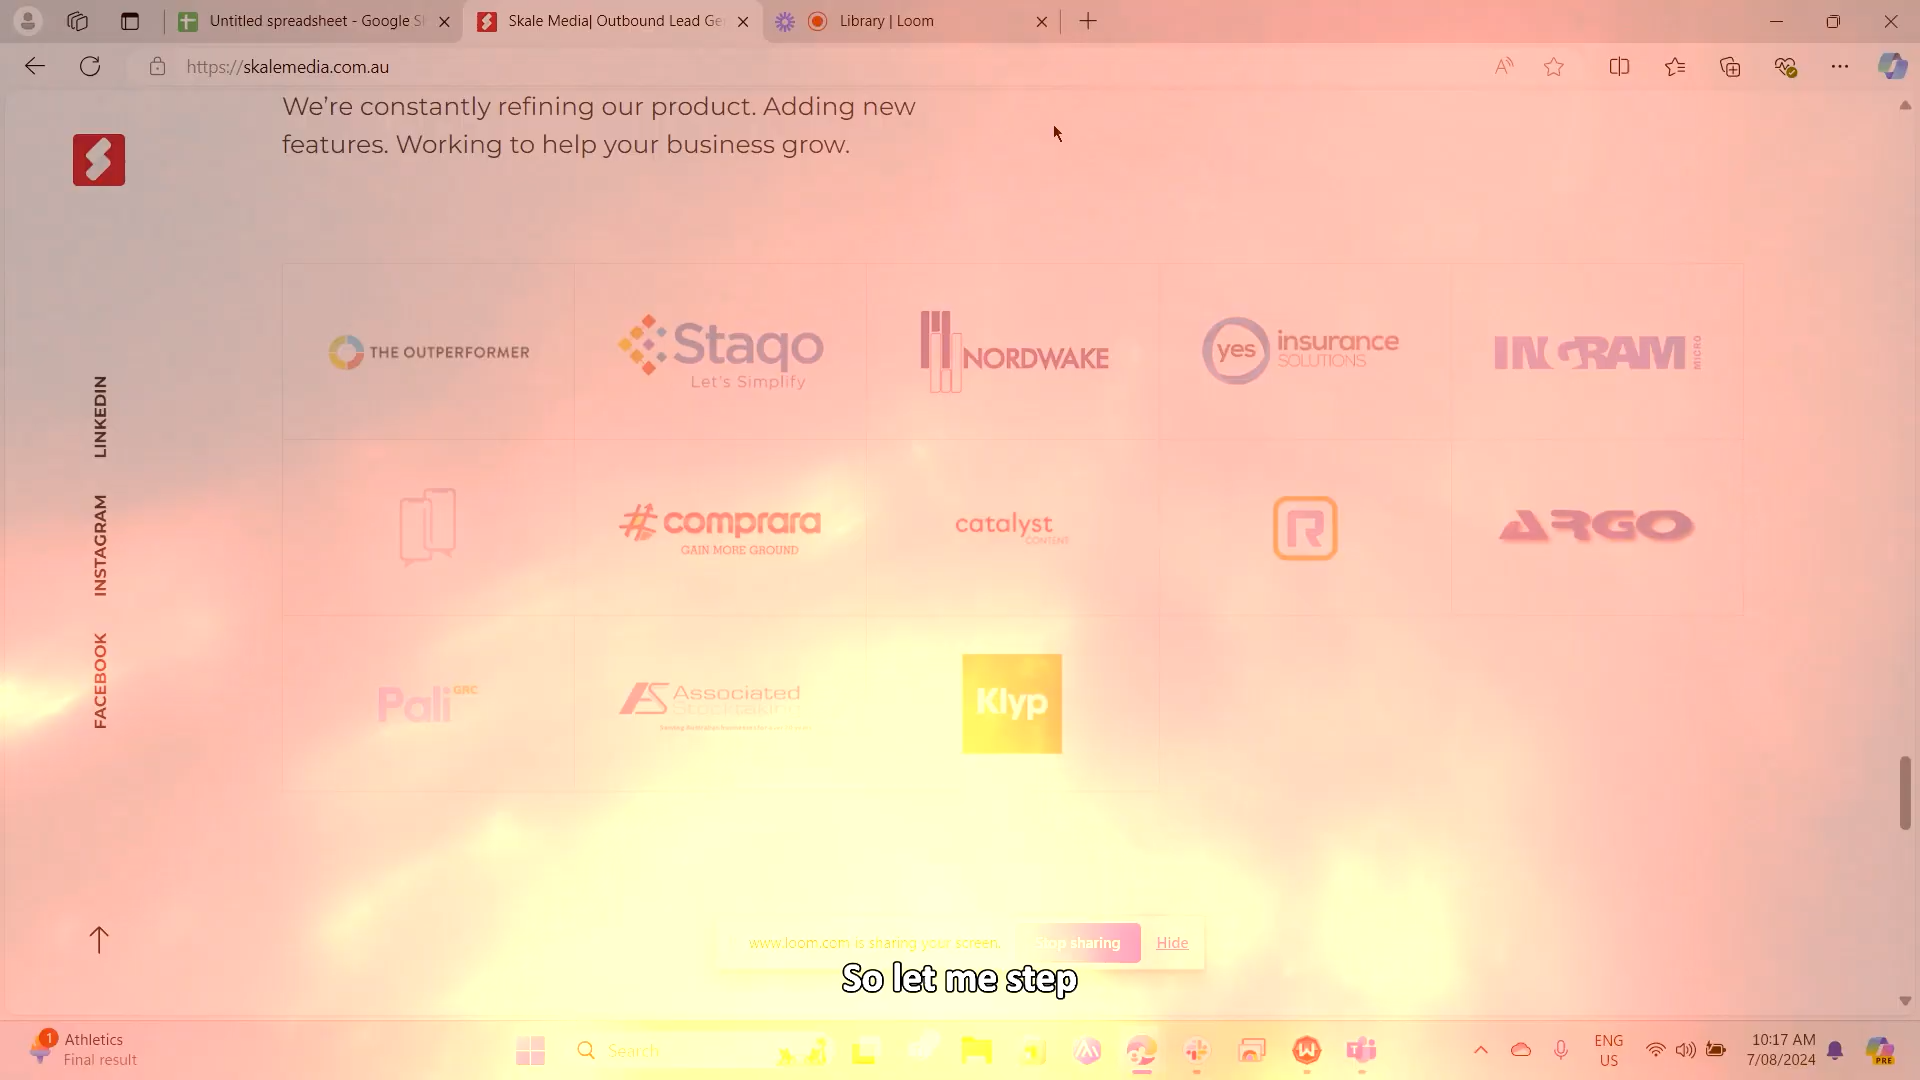 Untitled spreadsheet - Google S
Skale Media| Outbound Lead Ge
Library | Loom
https://skalemedia.com.au
We're constantly refining our product. Adding new
features. Working to help your business grow.
THE OUTPERFORMER
Staqo
Let's Simplify
NORDWAKE
yes
insurance
SOLUTIONS
INGRAM
MICRO
LINKEDIN
INSTAGRAM
FACEBOOK
comprara
GAIN MORE GROUND
catalyst
CONTENT
R
ARGO
Pali GRC
Associated
Stocktaking
Klyp
www.loom.com is sharing your screen.
Stop sharing
Hide
So let me step
1
Athletics
Final result
Search
ENG
US
10:17 AM
7/08/2024
PRE